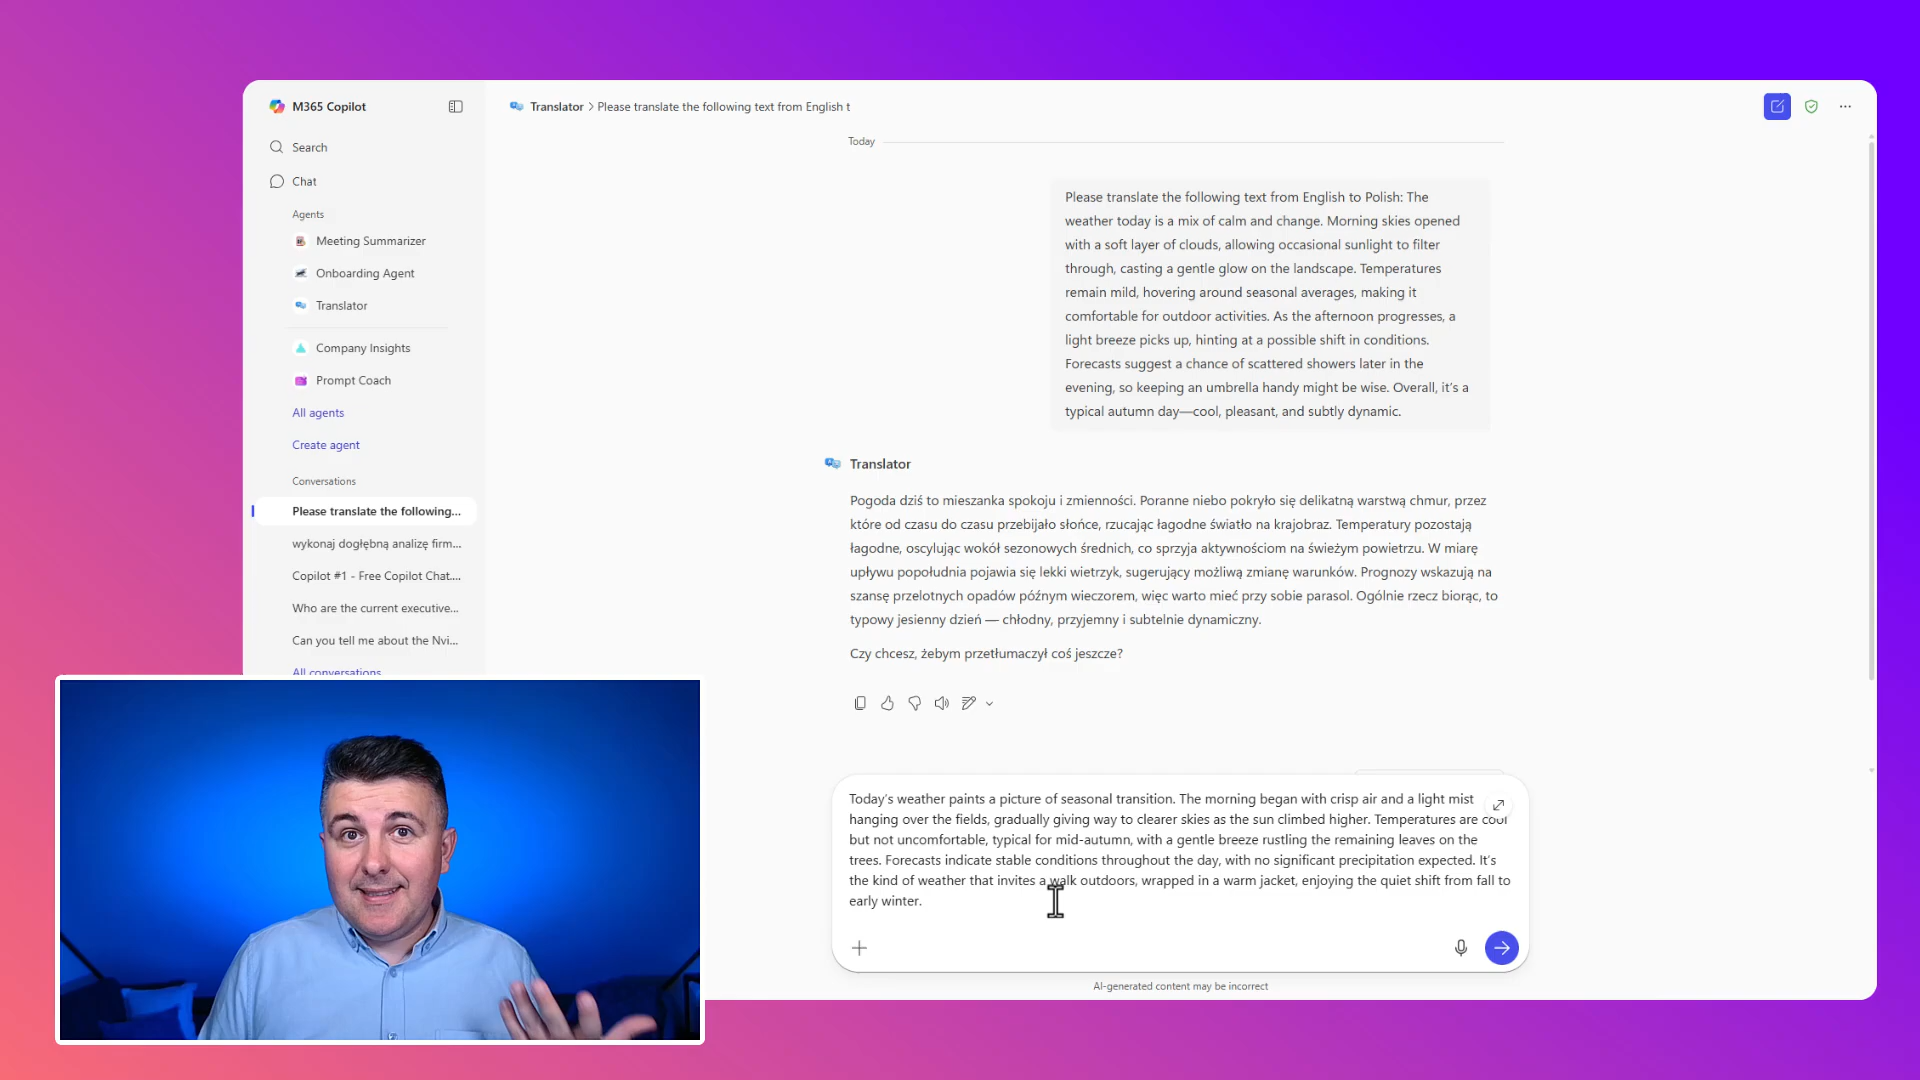 M365 Copilot
Search
Chat
Agents
Meeting Summarizer
Onboarding Agent
Translator
Company Insights
Prompt Coach
All agents
Create agent
Conversations
Please translate the following...
wykonaj dogłębną analizę firm...
Copilot #1 - Free Copilot Chat....
Who are the current executive...
Can you tell me about the Nvi...
All conversations
Translator > Please translate the following text from English t
Today
Please translate the following text from English to Polish: The
weather today is a mix of calm and change. Morning skies opened
with a soft layer of clouds, allowing occasional sunlight to filter
through, casting a gentle glow on the landscape. Temperatures
remain mild, hovering around seasonal averages, making it
comfortable for outdoor activities. As the afternoon progresses, a
light breeze picks up, hinting at a possible shift in conditions.
Forecasts suggest a chance of scattered showers later in the
evening, so keeping an umbrella handy might be wise. Overall, it's a
typical autumn day—cool, pleasant, and subtly dynamic.
Translator
Pogoda dziś to mieszanka spokoju i zmienności. Poranne niebo pokryło się delikatną warstwą chmur, przez
które od czasu do czasu przebijało słońce, rzucając łagodne światło na krajobraz. Temperatury pozostają
łagodne, oscylując wokół sezonowych średnich, co sprzyja aktywnościom na świeżym powietrzu. W miarę
upływu popołudnia pojawia się lekki wietrzyk, sugerujący możliwą zmianę warunków. Prognozy wskazują na
szansę przelotnych opadów późnym wieczorem, więc warto mieć przy sobie parasol. Ogólnie rzecz biorąc, to
typowy jesienny dzień — chłodny, przyjemny i subtelnie dynamiczny.
Czy chcesz, żebym przetłumaczył coś jeszcze?
Today's weather paints a picture of seasonal transition. The morning began with crisp air and a light mist
hanging over the fields, gradually giving way to clearer skies as the sun climbed higher. Temperatures are cool
but not uncomfortable, typical for mid-autumn, with a gentle breeze rustling the remaining leaves on the
trees. Forecasts indicate stable conditions throughout the day, with no significant precipitation expected. It's
the kind of weather that invites a walk outdoors, wrapped in a warm jacket, enjoying the quiet shift from fall to
early winter.
AI-generated content may be incorrect